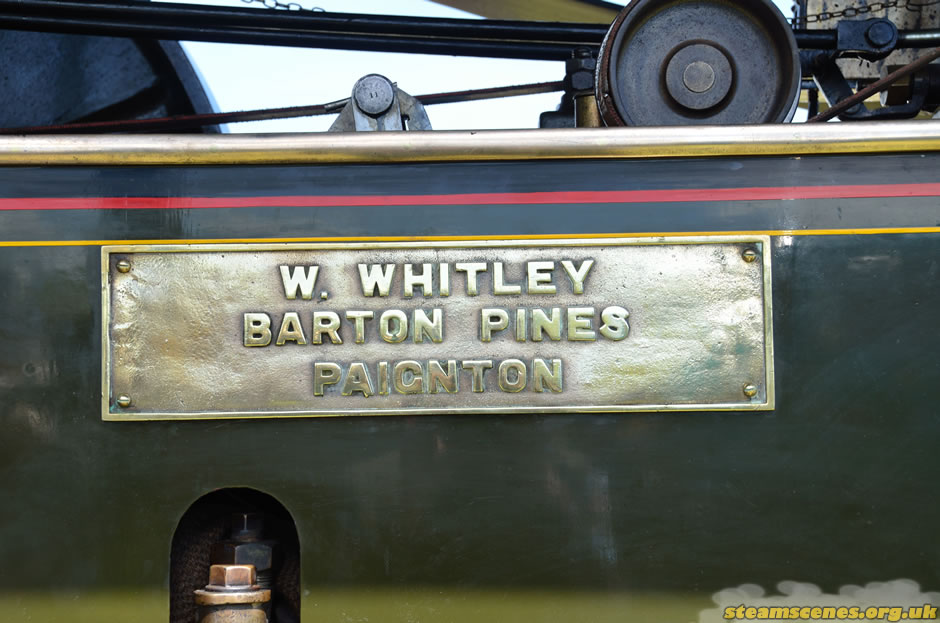 W. WHITLEY
BARTON PINES
PAIGNTON
steamscenes.org.uk